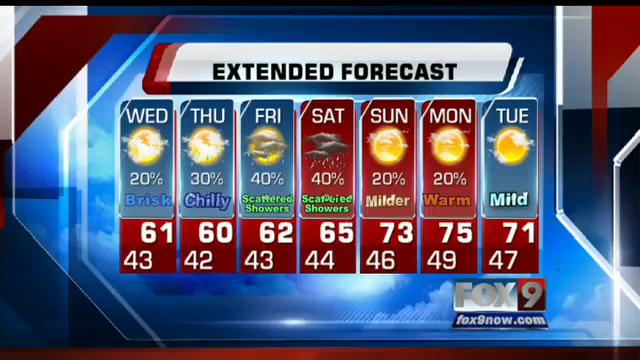 EXTENDED FORECAST
WED THU FRI SAT SUN MON TUE
20% 30% 40% 40% 20% 20%
Brisk Chilly Scattered Showers Scattered Showers Milder Warm Mild
61 60 62 65 73 75 71
43 42 43 44 46 49 47
FOX 9
fox9now.com